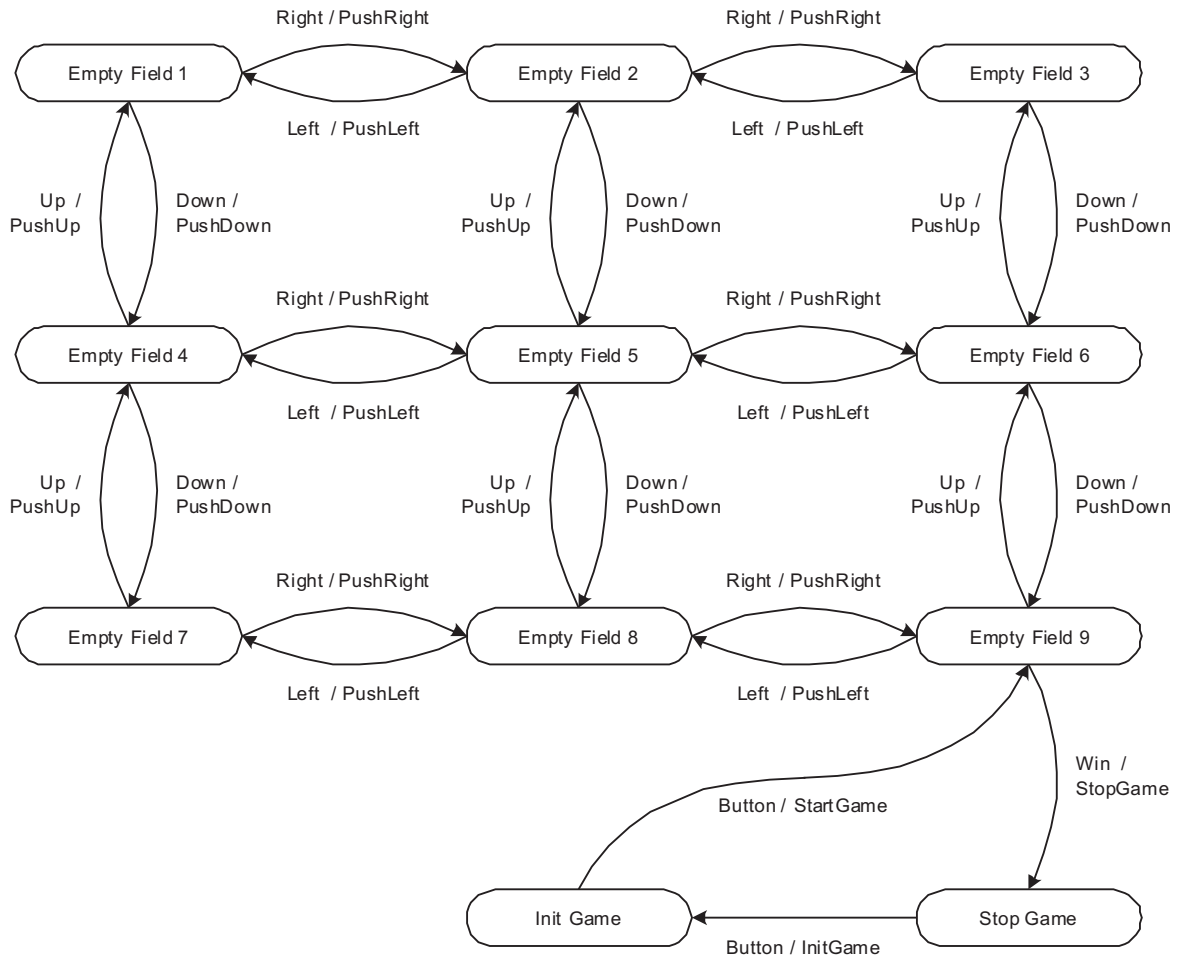 Right / PushRight
Right / PushRight
Empty Field 1
Empty Field 2
Empty Field 3
Left / PushLeft
Left / PushLeft
Up /
PushUp
Down /
PushDown
Up /
PushUp
Down /
PushDown
Up /
PushUp
Down /
PushDown
Right / PushRight
Right / PushRight
Empty Field 4
Empty Field 5
Empty Field 6
Left / PushLeft
Left / PushLeft
Up /
PushUp
Down /
PushDown
Up /
PushUp
Down /
PushDown
Up /
PushUp
Down /
PushDown
Right / PushRight
Right / PushRight
Empty Field 7
Empty Field 8
Empty Field 9
Left / PushLeft
Left / PushLeft
Win /
StopGame
Button / StartGame
Init Game
Stop Game
Button / InitGame